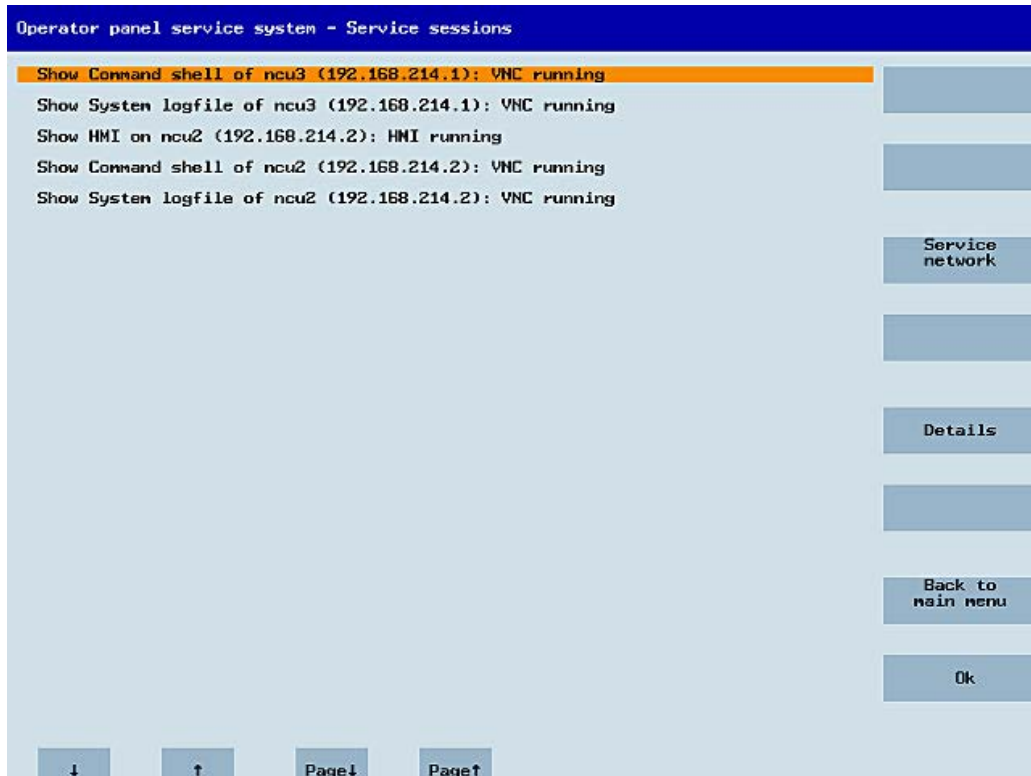 Operator panel service system - Service sessions
Show Command shell of ncu3 (192.168.214.1): VNC running
Show System logfile of ncu3 (192.168.214.1): VNC running
Show HMI on ncu2 (192.168.214.2): HMI running
Show Command shell of ncu2 (192.168.214.2): VNC running
Show System logfile of ncu2 (192.168.214.2): VNC running
Service
network
Details
Back to
main menu
Ok
↓ ↑ Page↓ Page↑